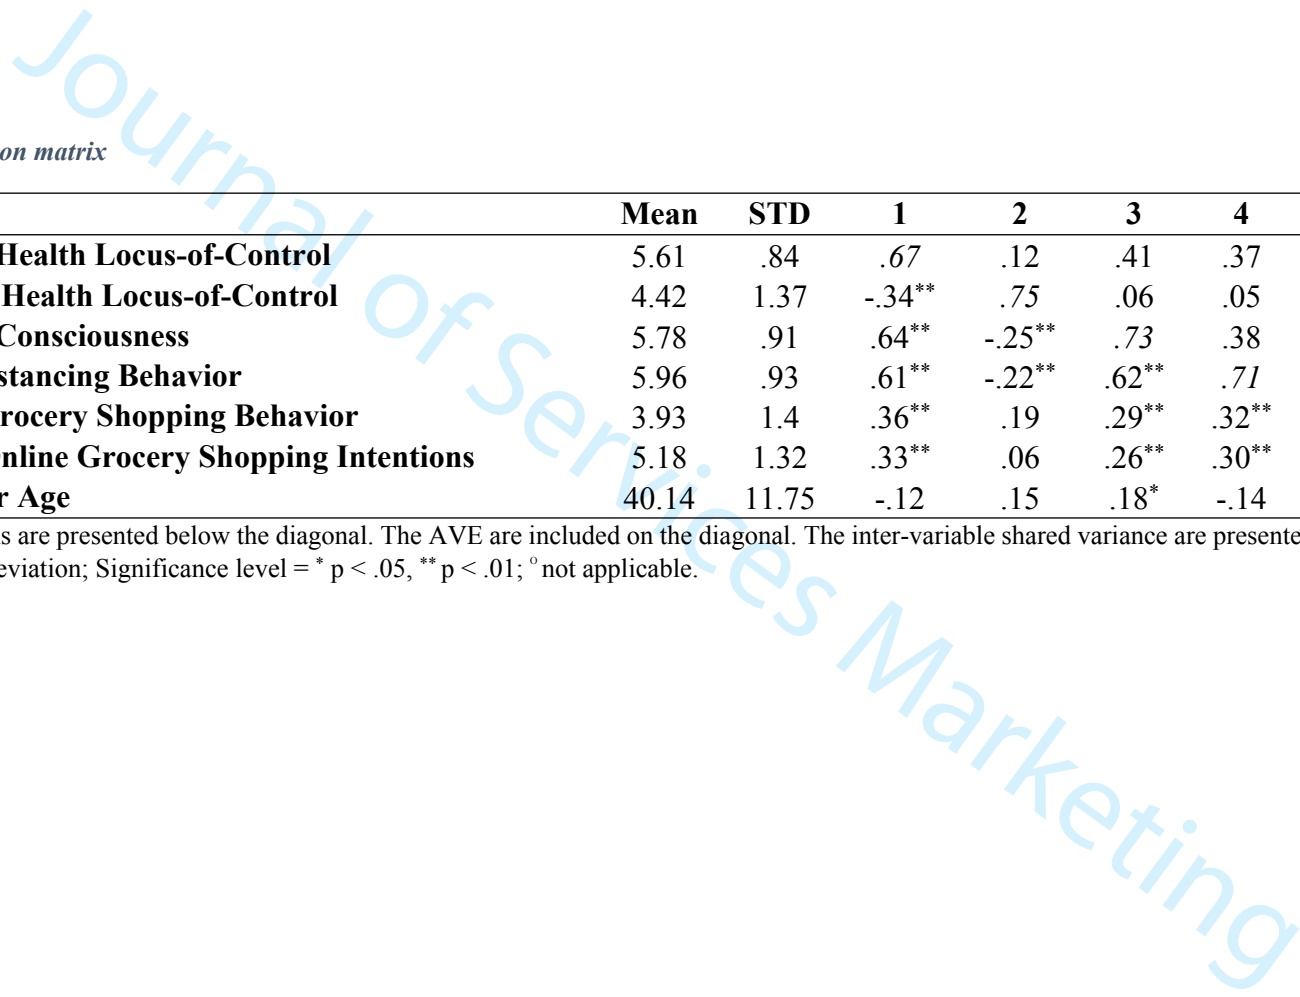 on matrix
Mean STD 1 2 3 4
Health Locus-of-Control 5.61 .84 .67 .12 .41 .37
Health Locus-of-Control 4.42 1.37 -.34** .75 .06 .05
Consciousness 5.78 .91 .64** -.25** .73 .38
stancing Behavior 5.96 .93 .61** -.22** .62** .71
rocery Shopping Behavior 3.93 1.4 .36** .19 .29** .32**
nline Grocery Shopping Intentions 5.18 1.32 .33** .06 .26** .30**
r Age 40.14 11.75 -.12 .15 .18* -.14
is are presented below the diagonal. The AVE are included on the diagonal. The inter-variable shared variance are presente
eviation; Significance level = * p < .05, ** p < .01; ° not applicable.
Journal of Services Marketing